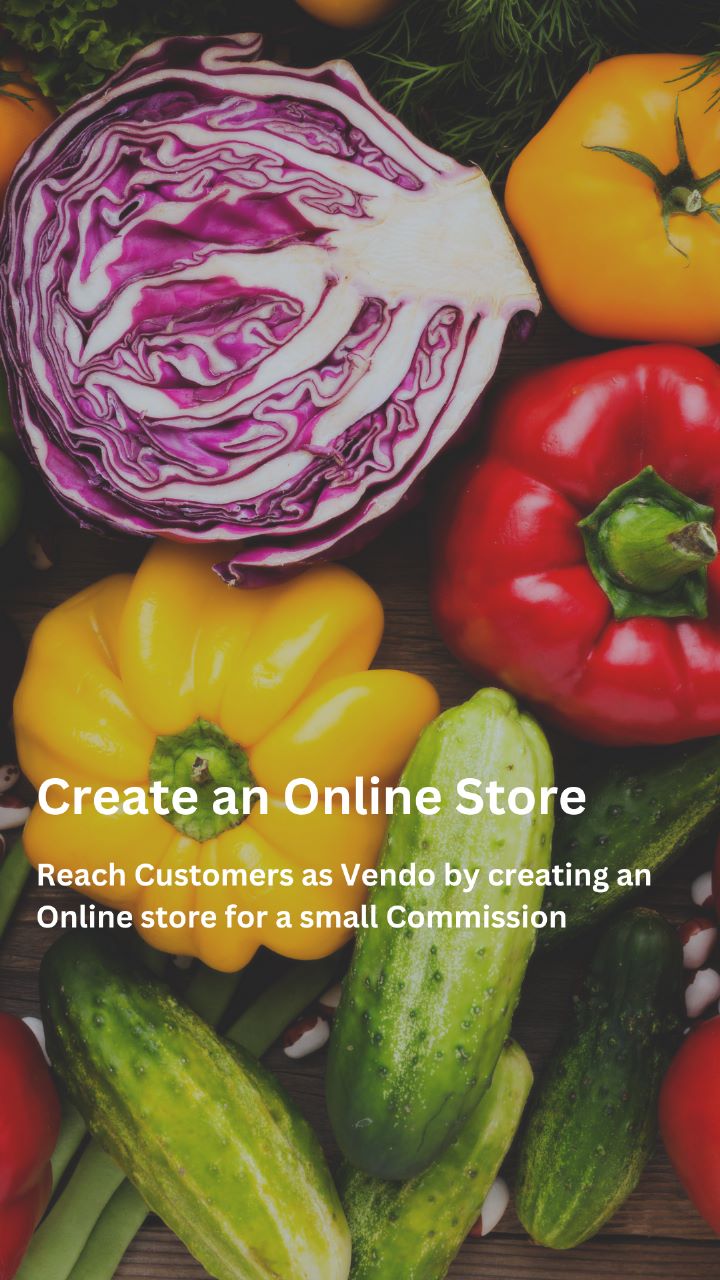 Create an Online Store
Reach Customers as Vendo by creating an
Online store for a small Commission